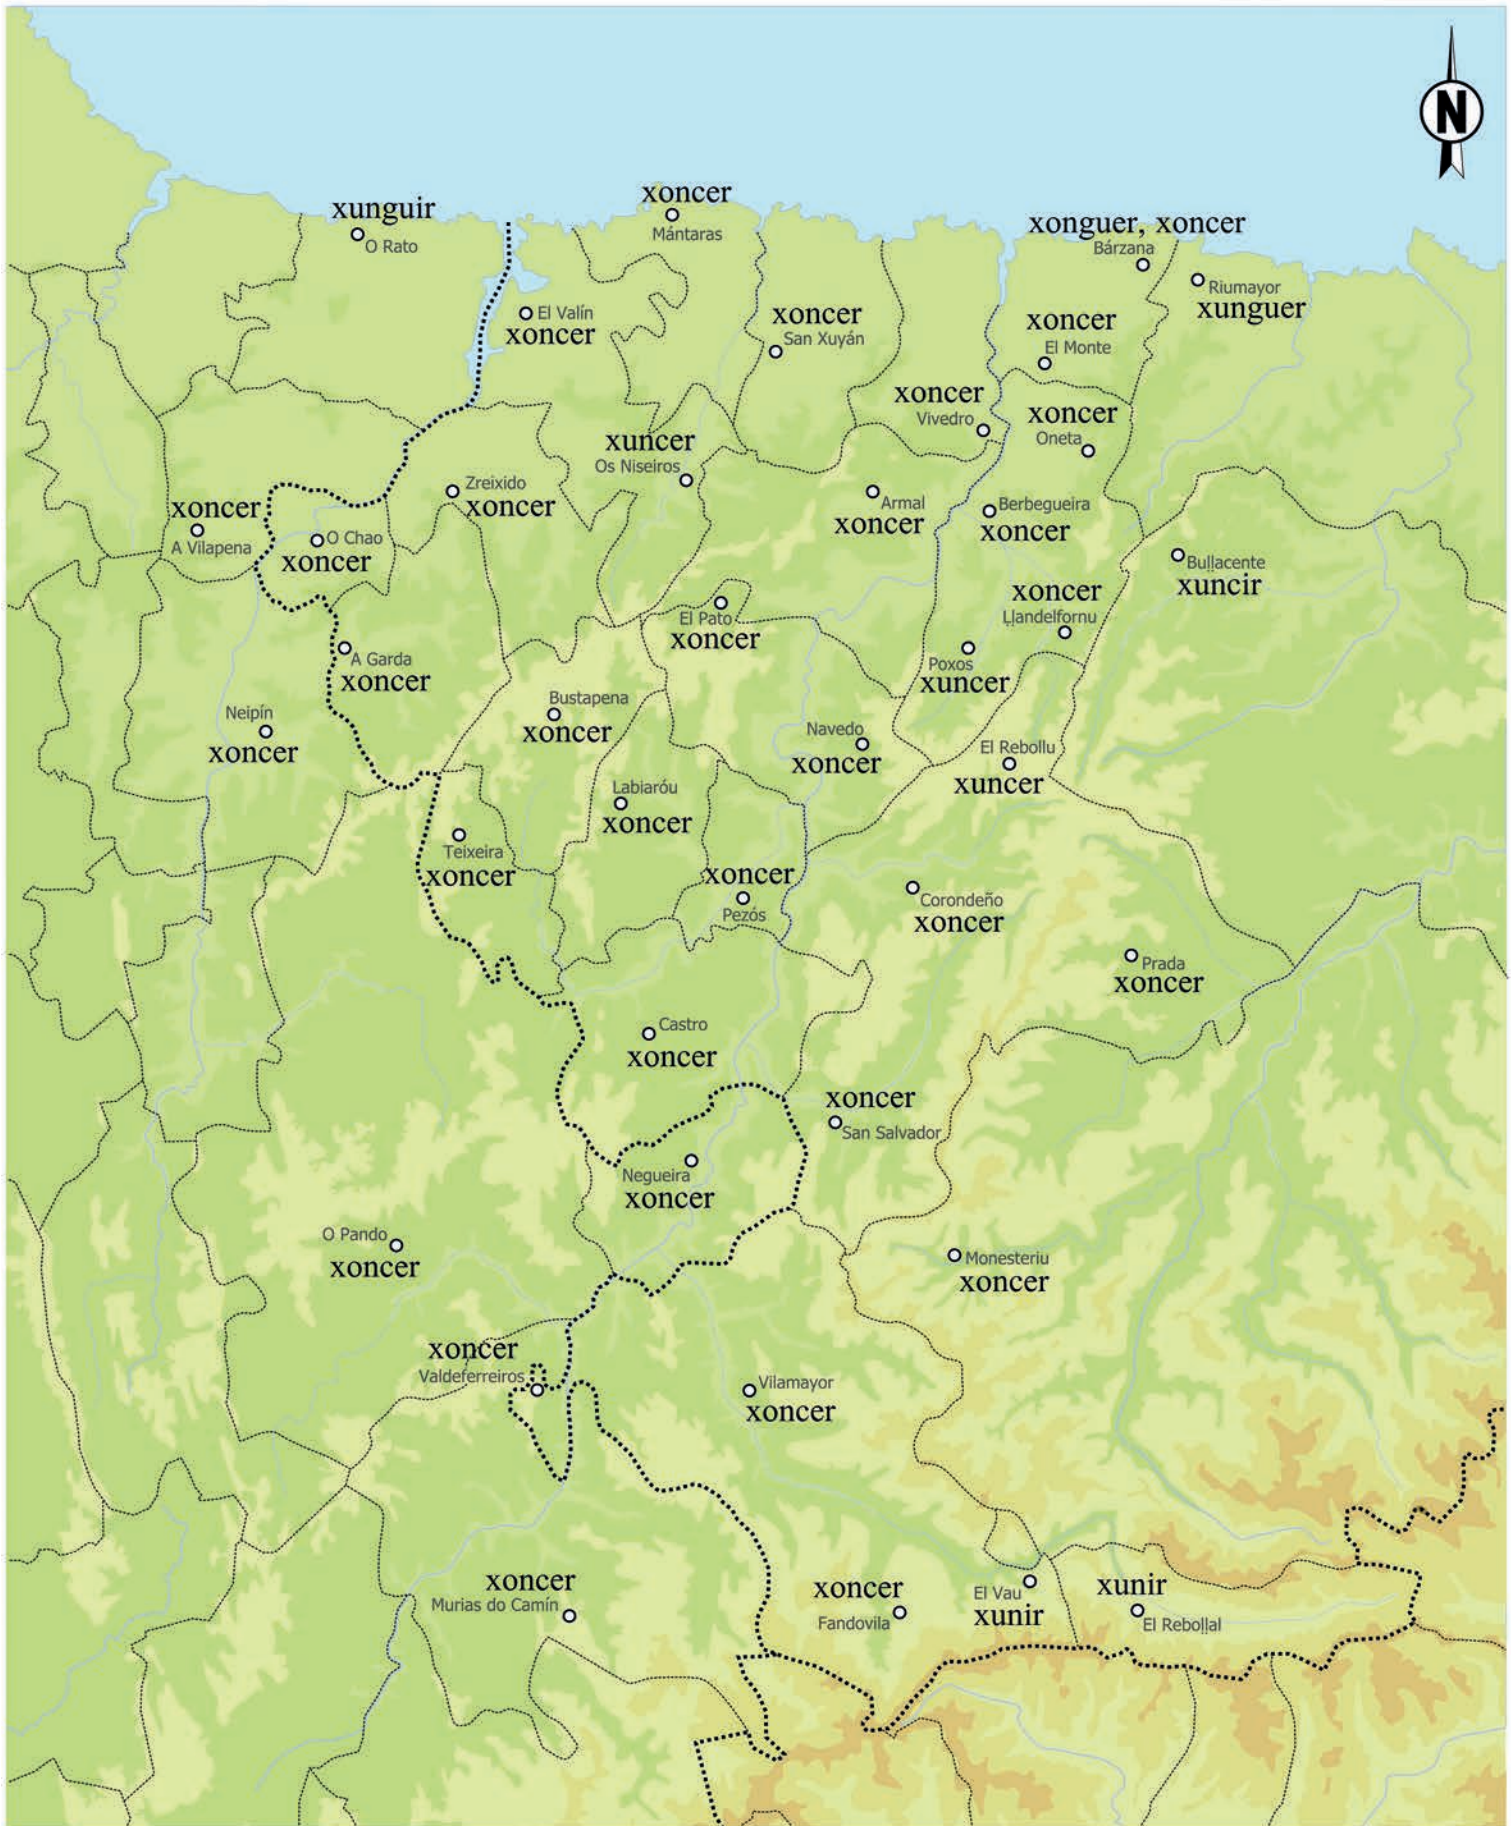 N
xoncer
Mántaras
xunguir
O Rato
xonguer, xoncer
Bárzana
Riumayor
xunguer
El Valín
xoncer
xoncer
San Xuyán
xoncer
El Monte
xoncer
Vivedro
xoncer
Oneta
xuncer
Os Niseiros
Zreixido
xoncer
Armal
xoncer
Berbegueira
xoncer
xoncer
A Vilapena
O Chao
xoncer
Buḷḷacente
xuncir
xoncer
Ḷḷandelfornu
El Pato
xoncer
A Garda
xoncer
Poxos
xuncer
Bustapena
xoncer
Neipín
xoncer
Navedo
xoncer
El Rebollu
xuncer
Labiaróu
xoncer
Teixeira
xoncer
xoncer
Pezós
Corondeño
xoncer
Prada
xoncer
Castro
xoncer
xoncer
San Salvador
Negueira
xoncer
O Pando
xoncer
Monesteriu
xoncer
xoncer
Valdeferreiros
Vilamayor
xoncer
xoncer
Murias do Camín
xoncer
Fandovila
El Vau
xunir
xunir
El Reboḷḷal